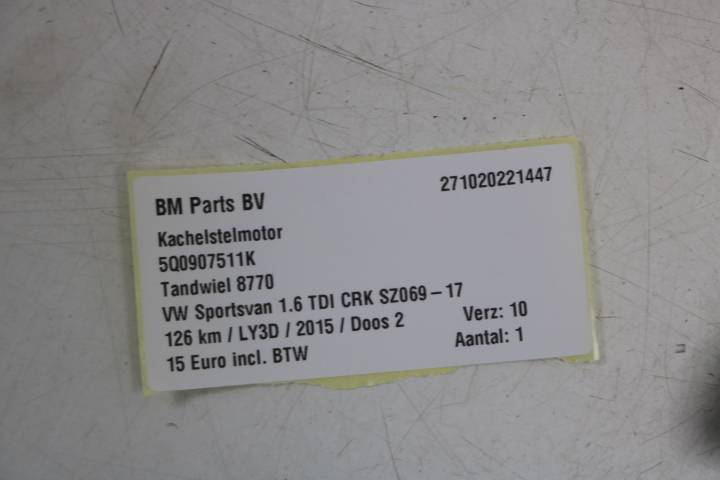 BM Parts BV 271020221447
Kachelstelmotor
5Q0907511K
Tandwiel 8770
VW Sportsvan 1.6 TDI CRK SZ069 – 17
126 km / LY3D / 2015 / Doos 2 Verz: 10
15 Euro incl. BTW Aantal: 1